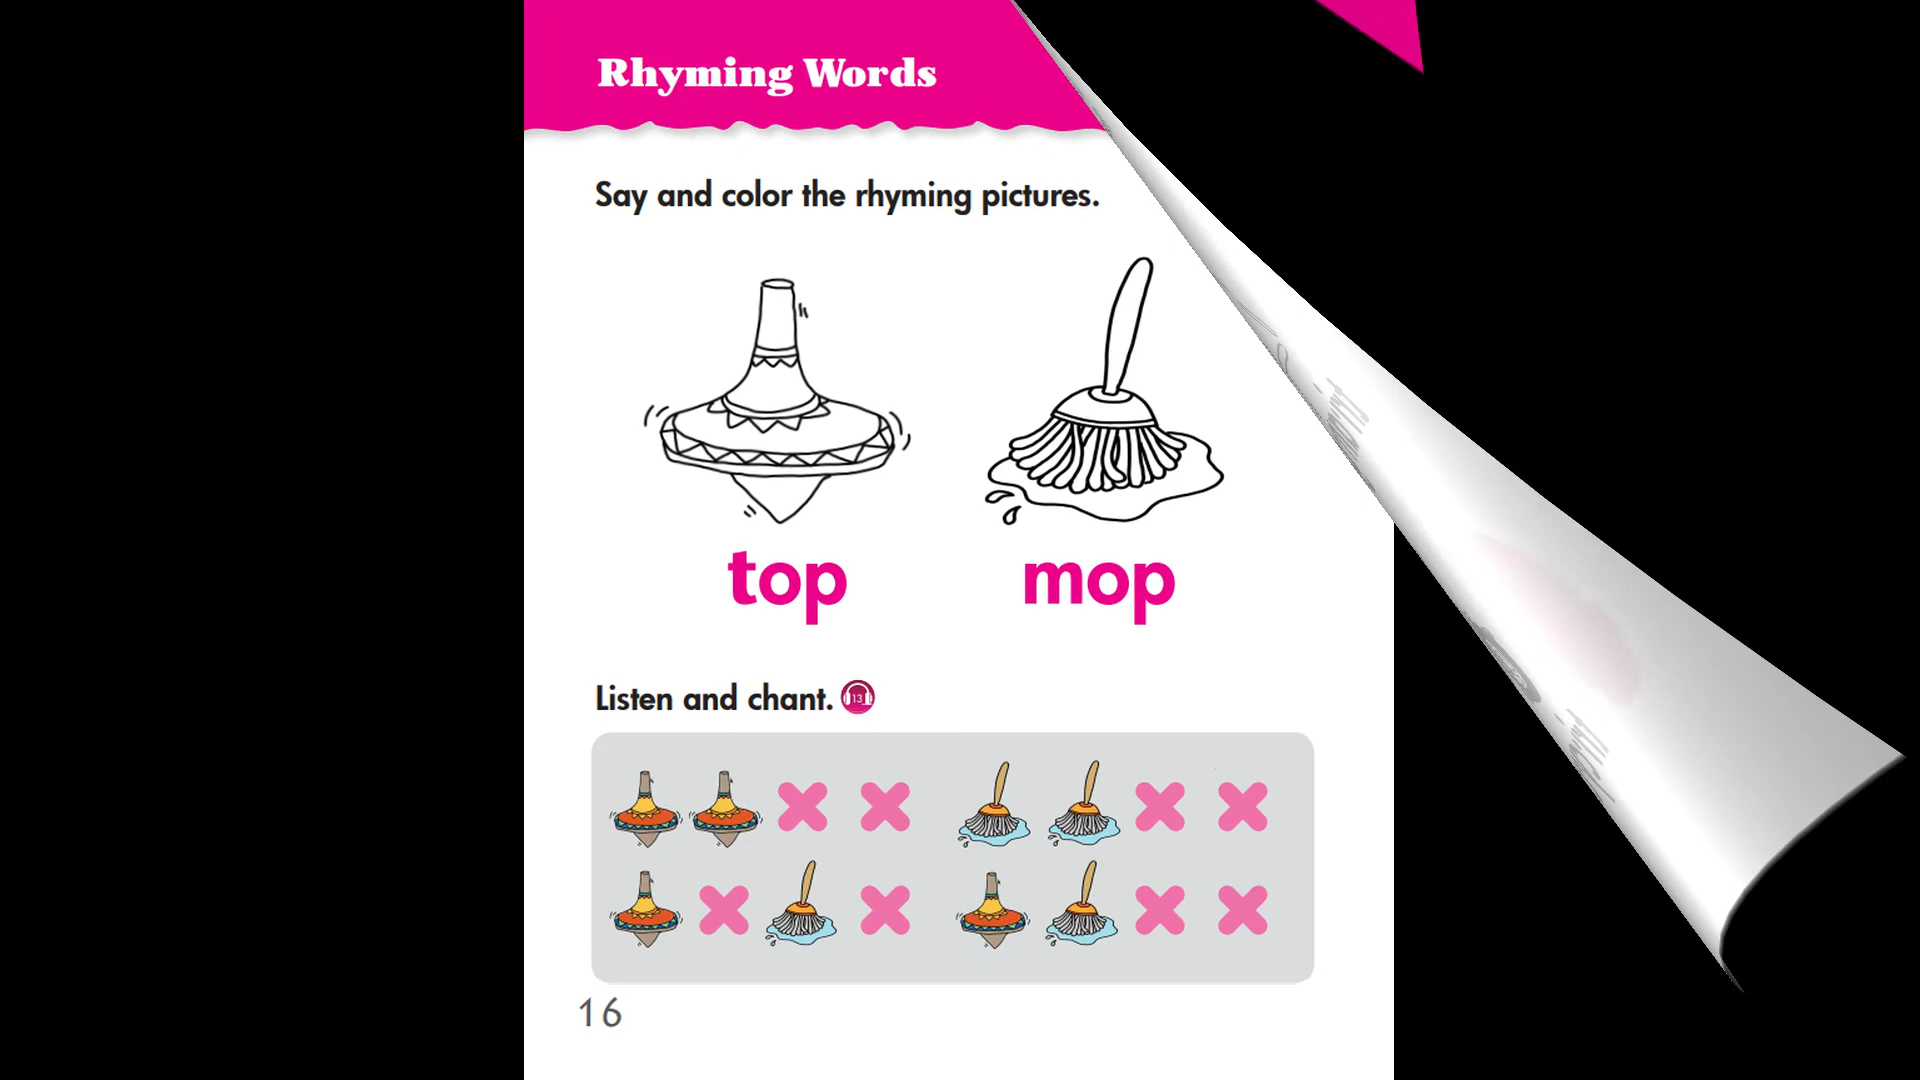 Rhyming Words
Say and color the rhyming pictures.
top mop
Listen and chant. 13
16